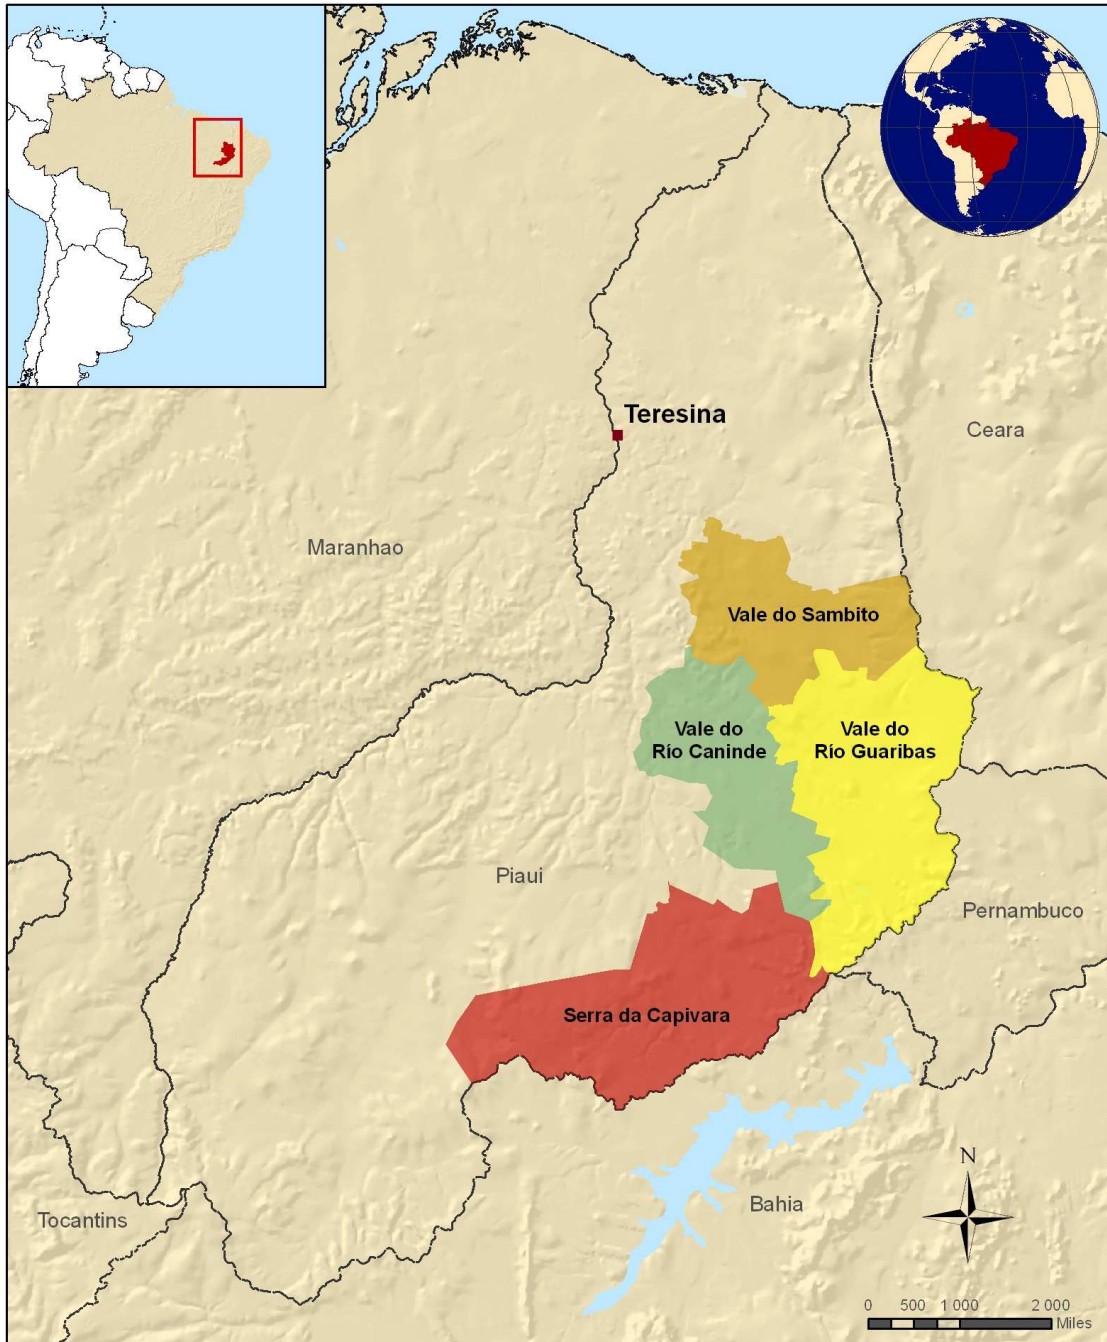 Teresina
Ceara
Maranhao
Vale do Sambito
Vale do
Río Caninde
Vale do
Río Guaribas
Piaui
Pernambuco
Serra da Capivara
N
Bahia
Tocantins
0 500 1 000 2 000
Miles